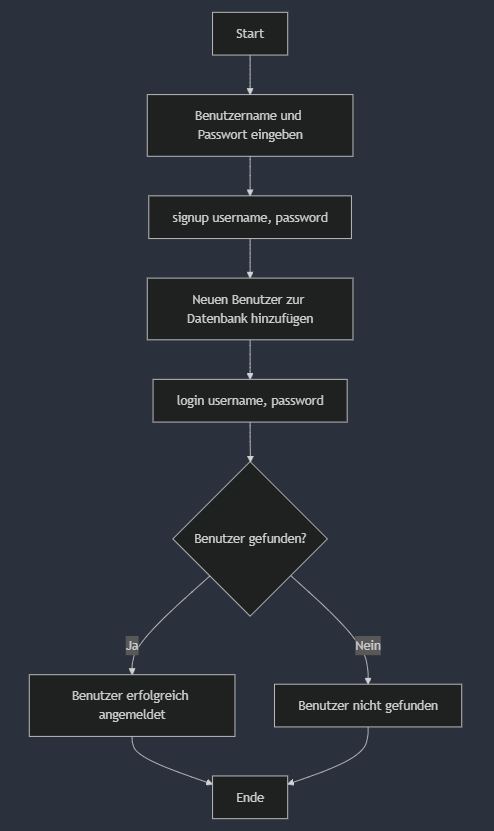 Start
Benutzername und
Passwort eingeben
signup username, password
Neuen Benutzer zur
Datenbank hinzufügen
login username, password
Benutzer gefunden?
Ja
Nein
Benutzer erfolgreich
angemeldet
Benutzer nicht gefunden
Ende